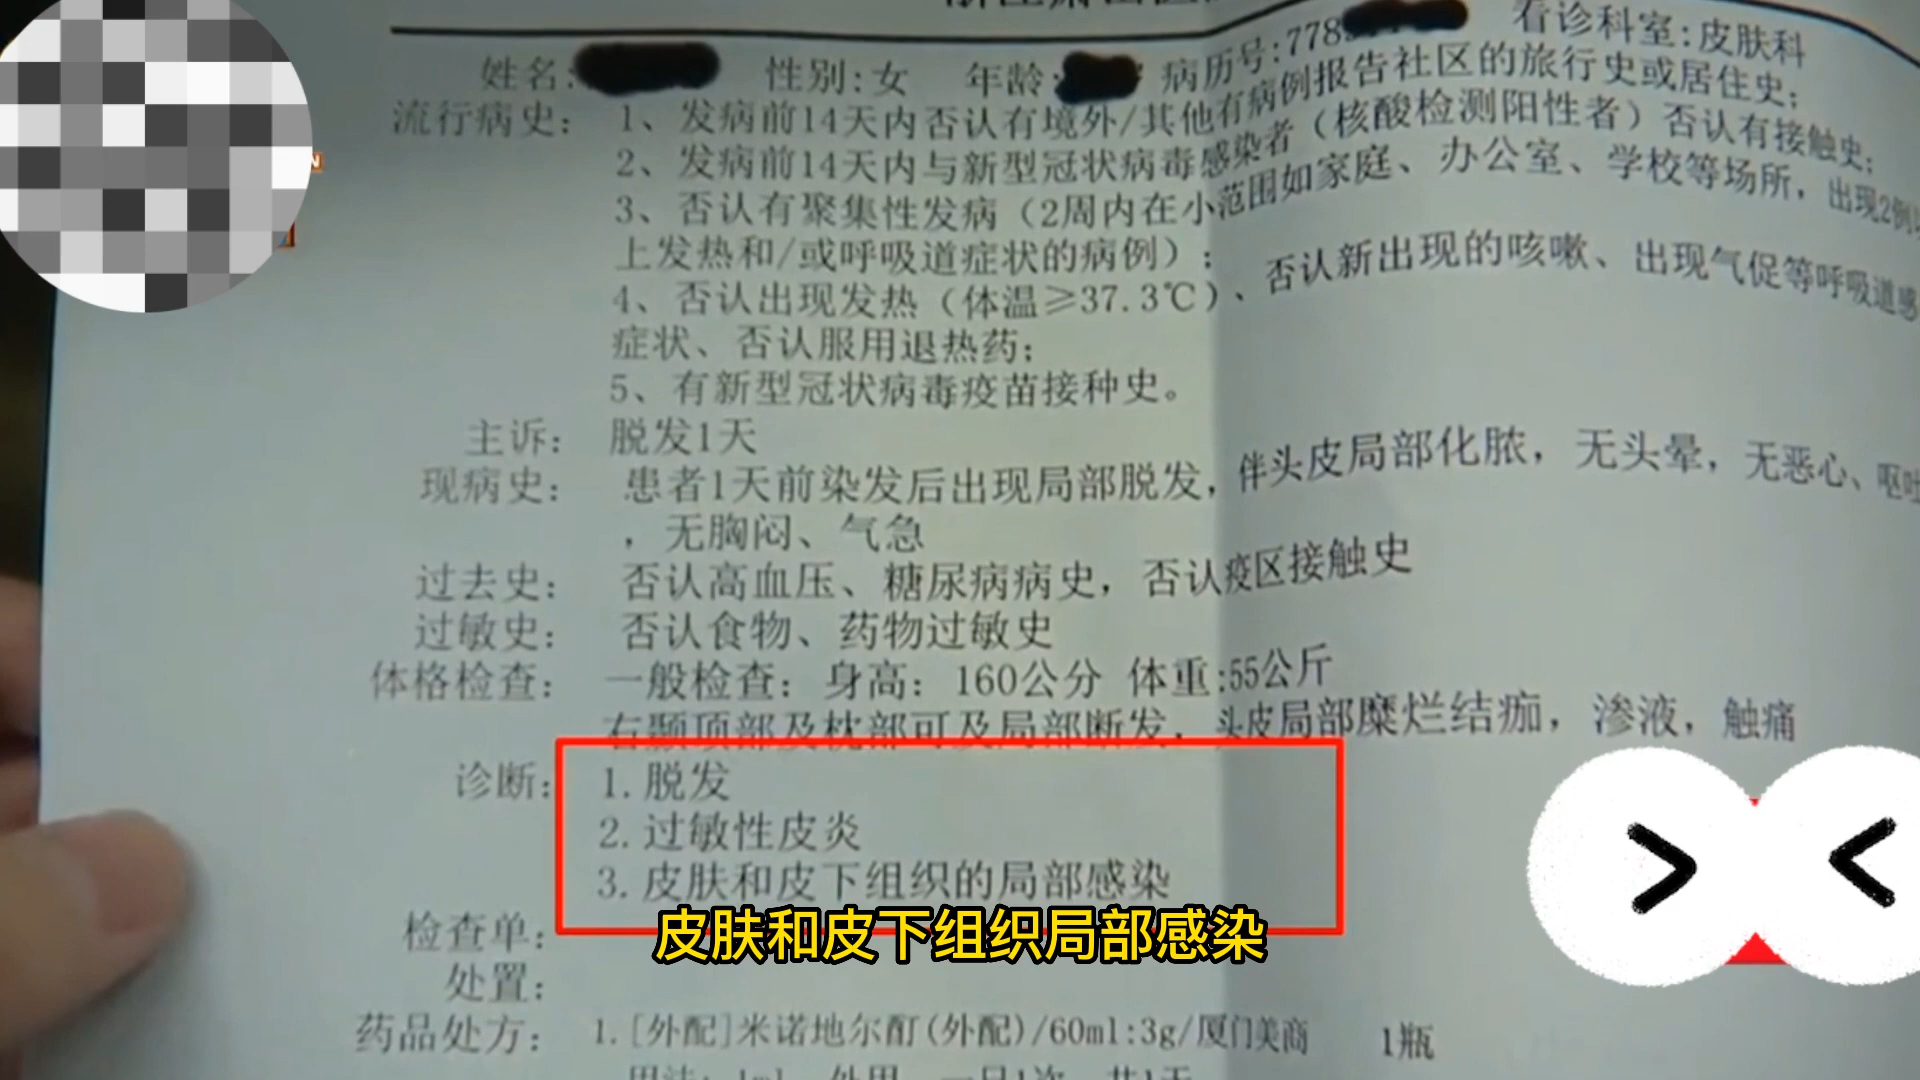 姓名: 性别:女 年龄: 病历号:778 看诊科室:皮肤科
流行病史: 1、发病前14天内否认有境外/其他有病例报告社区的旅行史或居住史;
2、发病前14天内与新型冠状病毒感染者（核酸检测阳性者）否认有接触史;
3、否认有聚集性发病（2周内在小范围如家庭、办公室、学校等场所，出现2例
上发热和/或呼吸道症状的病例）;
4、否认出现发热（体温≥37.3℃）、否认新出现的咳嗽、出现气促等呼吸道感
症状、否认服用退热药;
5、有新型冠状病毒疫苗接种史。
主诉: 脱发1天
现病史: 患者1天前染发后出现局部脱发，伴头皮局部化脓，无头晕，无恶心、呕吐
，无胸闷、气急
过去史: 否认高血压、糖尿病病史，否认疫区接触史
过敏史: 否认食物、药物过敏史
体格检查: 一般检查: 身高: 160公分 体重:55公斤
右颞顶部及枕部可及局部断发，头皮局部糜烂结痂，渗液，触痛
诊断: 1.脱发
2.过敏性皮炎
3.皮肤和皮下组织的局部感染
皮肤和皮下组织局部感染
检查单:
处置:
药品处方: 1.[外配]米诺地尔酊(外配)/60ml:3g/厦门美商 1瓶